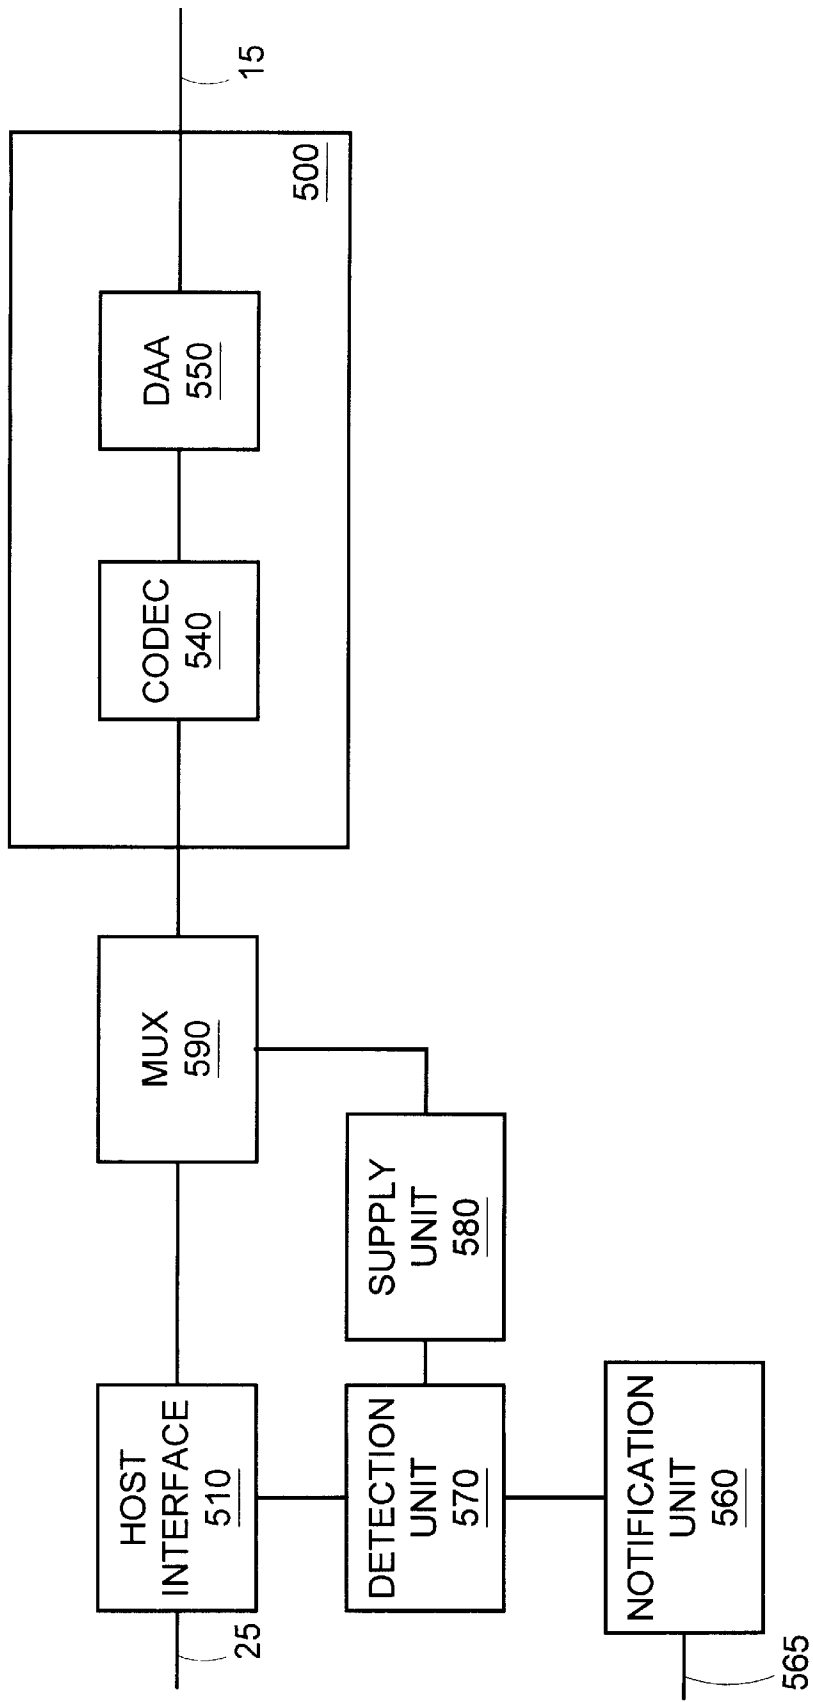 25
HOST
INTERFACE
510
MUX
590
CODEC
540
DAA
550
500
15
DETECTION
UNIT
570
SUPPLY
UNIT
580
NOTIFICATION
UNIT
560
565